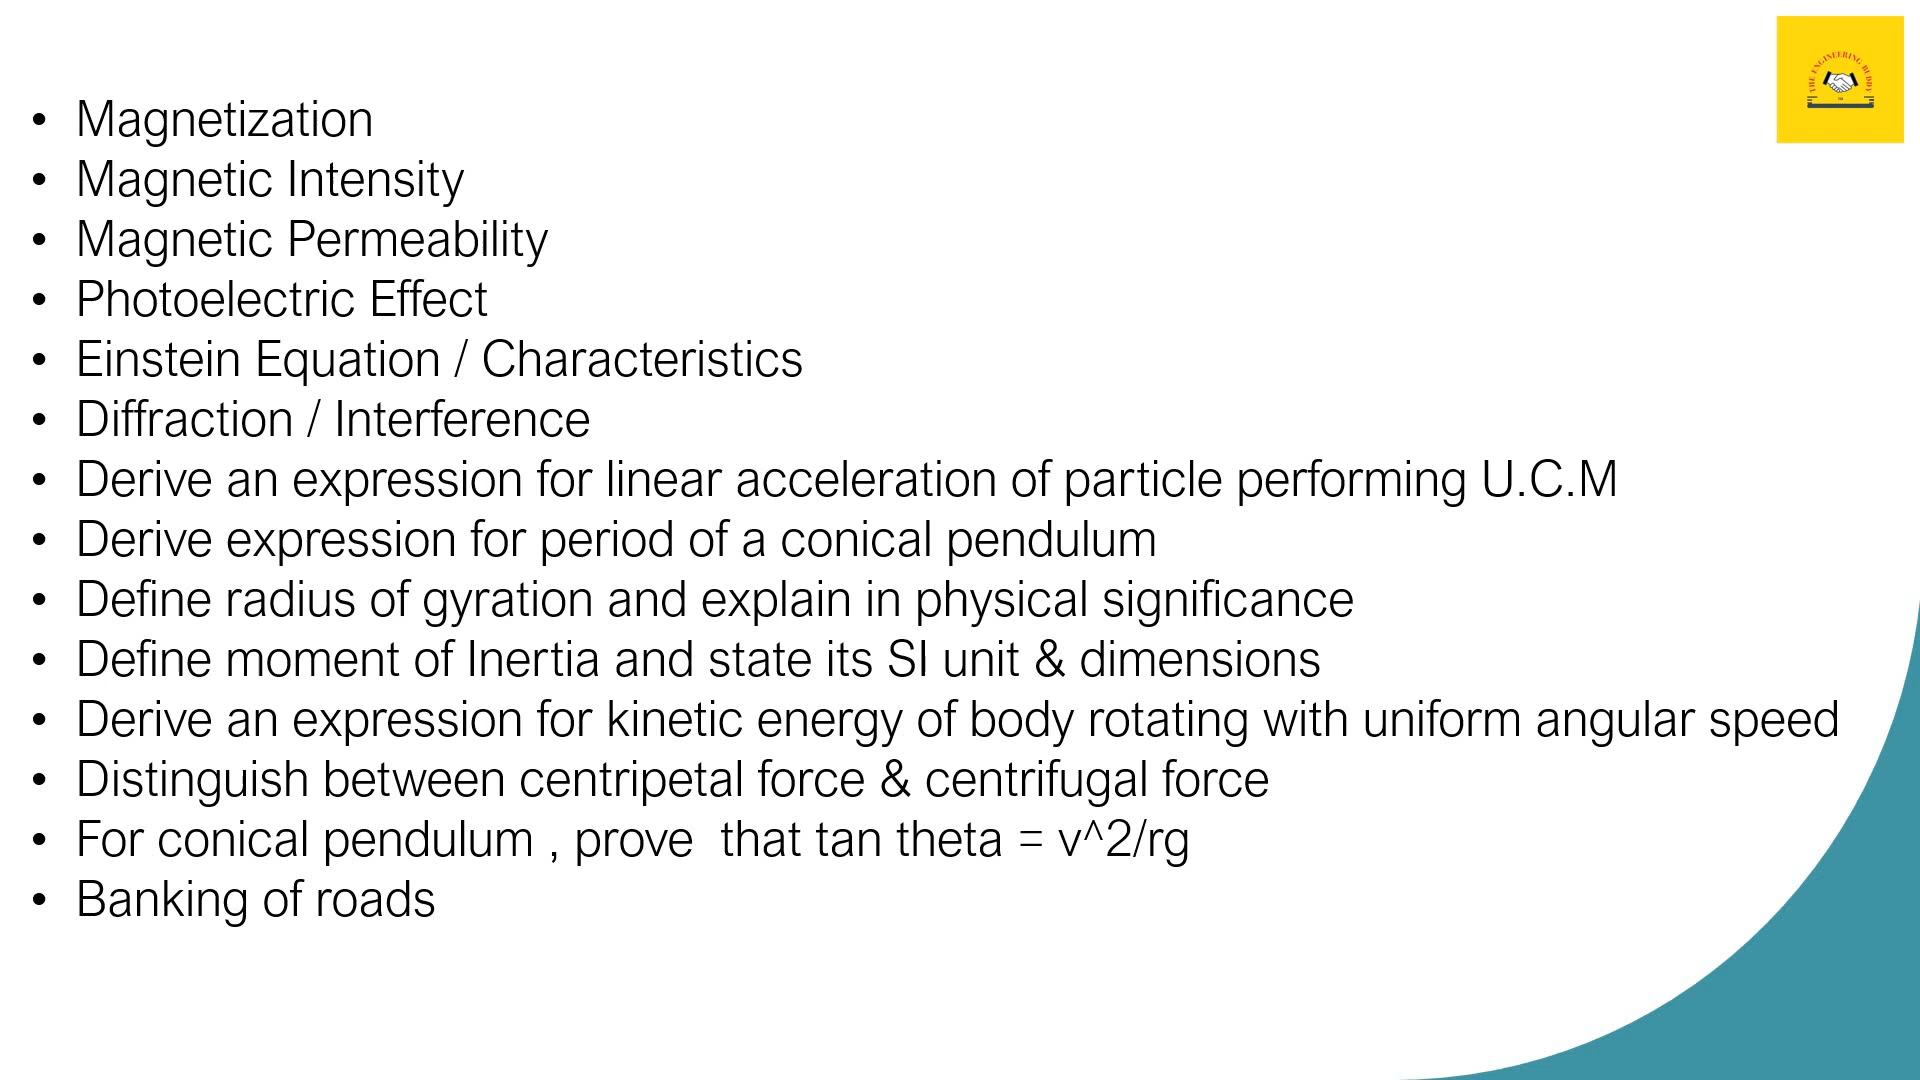 THE ENGINEERING BUDDY
• Magnetization
• Magnetic Intensity
• Magnetic Permeability
• Photoelectric Effect
• Einstein Equation / Characteristics
• Diffraction / Interference
• Derive an expression for linear acceleration of particle performing U.C.M
• Derive expression for period of a conical pendulum
• Define radius of gyration and explain in physical significance
• Define moment of Inertia and state its SI unit & dimensions
• Derive an expression for kinetic energy of body rotating with uniform angular speed
• Distinguish between centripetal force & centrifugal force
• For conical pendulum , prove  that tan theta = v^2/rg
• Banking of roads